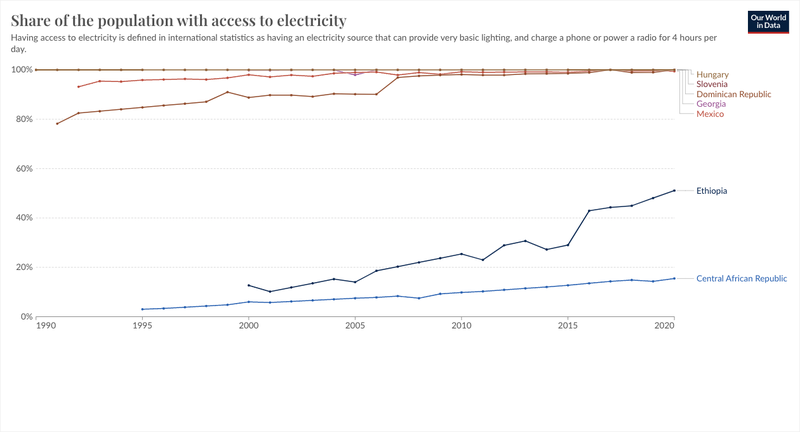 Share of the population with access to electricity
Our World
in Data
Having access to electricity is defined in international statistics as having an electricity source that can provide very basic lighting, and charge a phone or power a radio for 4 hours per
day.
100%
80%
60%
40%
20%
0%
1990
1995
2000
2005
2010
2015
2020
Hungary
Slovenia
Dominican Republic
Georgia
Mexico
Ethiopia
Central African Republic